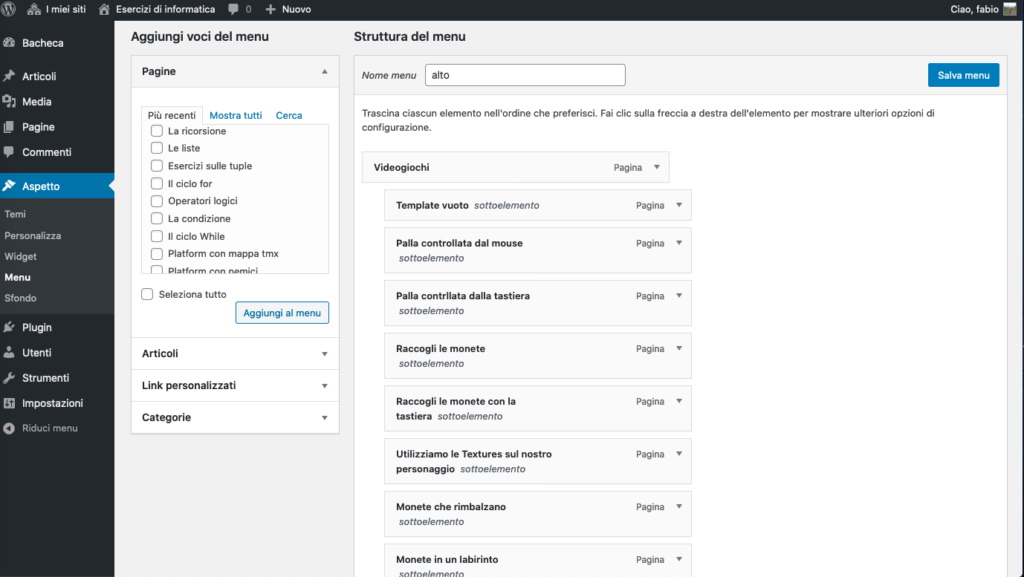 I miei siti
Esercizi di informatica
0
Nuovo
Ciao, fabio
Bacheca
Articoli
Media
Pagine
Commenti
Aspetto
Temi
Personalizza
Widget
Menu
Sfondo
Plugin
Utenti
Strumenti
Impostazioni
Riduci menu
Aggiungi voci del menu
Pagine
Più recenti Mostra tutti Cerca
La ricorsione
Le liste
Esercizi sulle tuple
Il ciclo for
Operatori logici
La condizione
Il ciclo While
Platform con mappa tmx
Platform con nemici
Seleziona tutto
Aggiungi al menu
Articoli
Link personalizzati
Categorie
Struttura del menu
Nome menu alto
Salva menu
Trascina ciascun elemento nell'ordine che preferisci. Fai clic sulla freccia a destra dell'elemento per mostrare ulteriori opzioni di
configurazione.
Videogiochi Pagina
Template vuoto sottoelemento Pagina
Palla controllata dal mouse Pagina
sottoelemento
Palla contrllata dalla tastiera Pagina
sottoelemento
Raccogli le monete Pagina
sottoelemento
Raccogli le monete con la Pagina
tastiera sottoelemento
Utilizziamo le Textures sul nostro Pagina
personaggio sottoelemento
Monete che rimbalzano Pagina
sottoelemento
Monete in un labirinto Pagina
sottoelemento